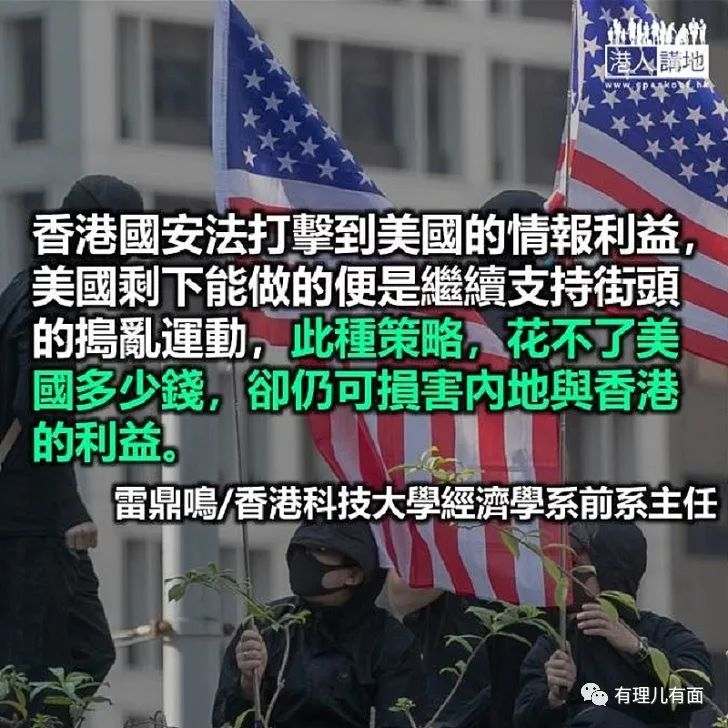 港人講地
www.speakout.hk
香港國安法打擊到美國的情報利益，
美國剩下能做的便是繼續支持街頭
的搗亂運動，此種策略，花不了美
國多少錢，卻仍可損害內地與香港
的利益。
雷鼎鳴/香港科技大學經濟學系前系主任
有理儿有面